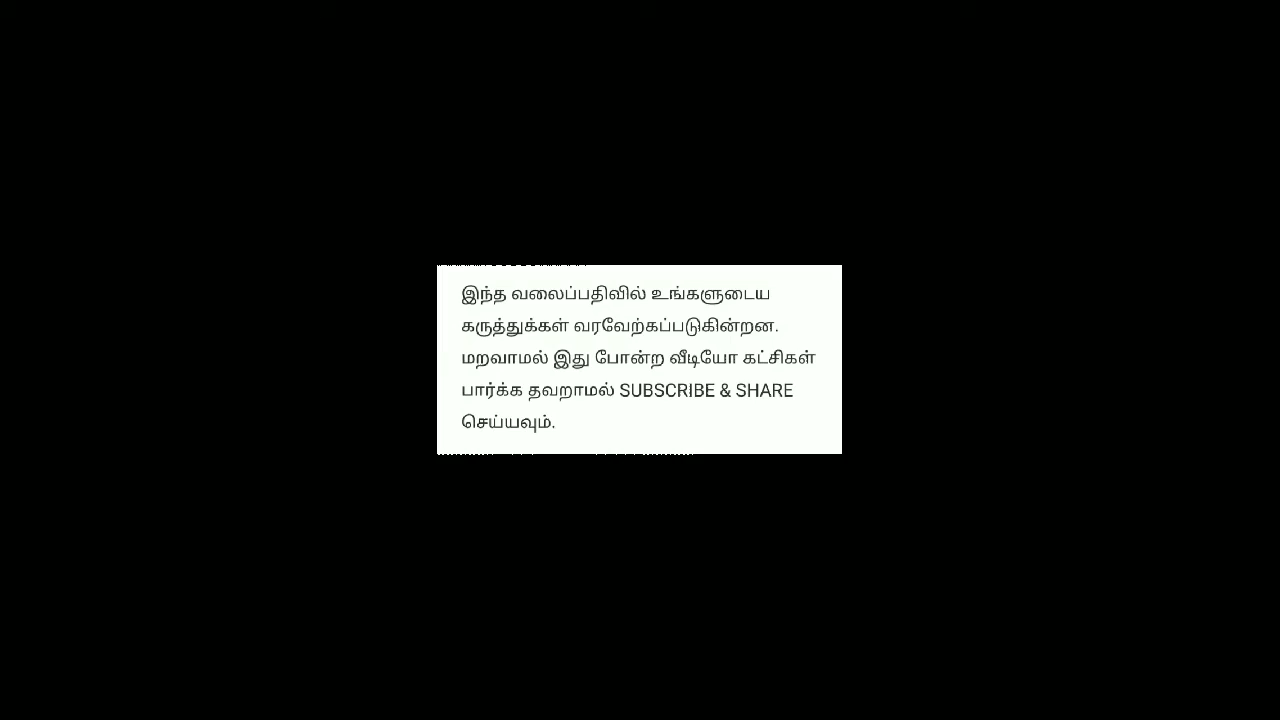 இந்த வலைப்பதிவில் உங்களுடைய
கருத்துக்கள் வரவேற்கப்படுகின்றன.
மறவாமல் இது போன்ற வீடியோ கட்சிகள்
பார்க்க தவறாமல் SUBSCRIBE & SHARE
செய்யவும்.